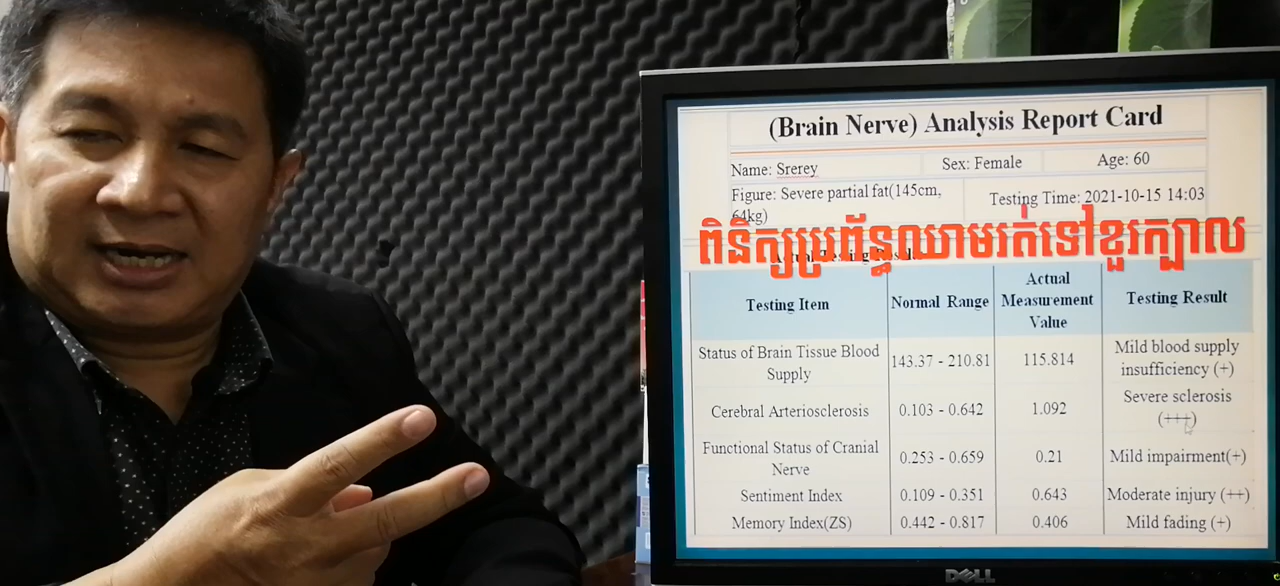 (Brain Nerve) Analysis Report Card
Name: Srerey Sex: Female Age: 60
Figure: Severe partial fat(145cm, 64kg) Testing Time: 2021-10-15 14:03
ពិនិត្យប្រព័ន្ធឈាមរត់ទៅខួរក្បាល
Actual Testing
Testing Item Normal Range Actual Measurement Value Testing Result
Status of Brain Tissue Blood Supply 143.37 - 210.81 115.814 Mild blood supply insufficiency (+)
Cerebral Arteriosclerosis 0.103 - 0.642 1.092 Severe sclerosis (+++)
Functional Status of Cranial Nerve 0.253 - 0.659 0.21 Mild impairment(+)
Sentiment Index 0.109 - 0.351 0.643 Moderate injury (++)
Memory Index(ZS) 0.442 - 0.817 0.406 Mild fading (+)
DELL